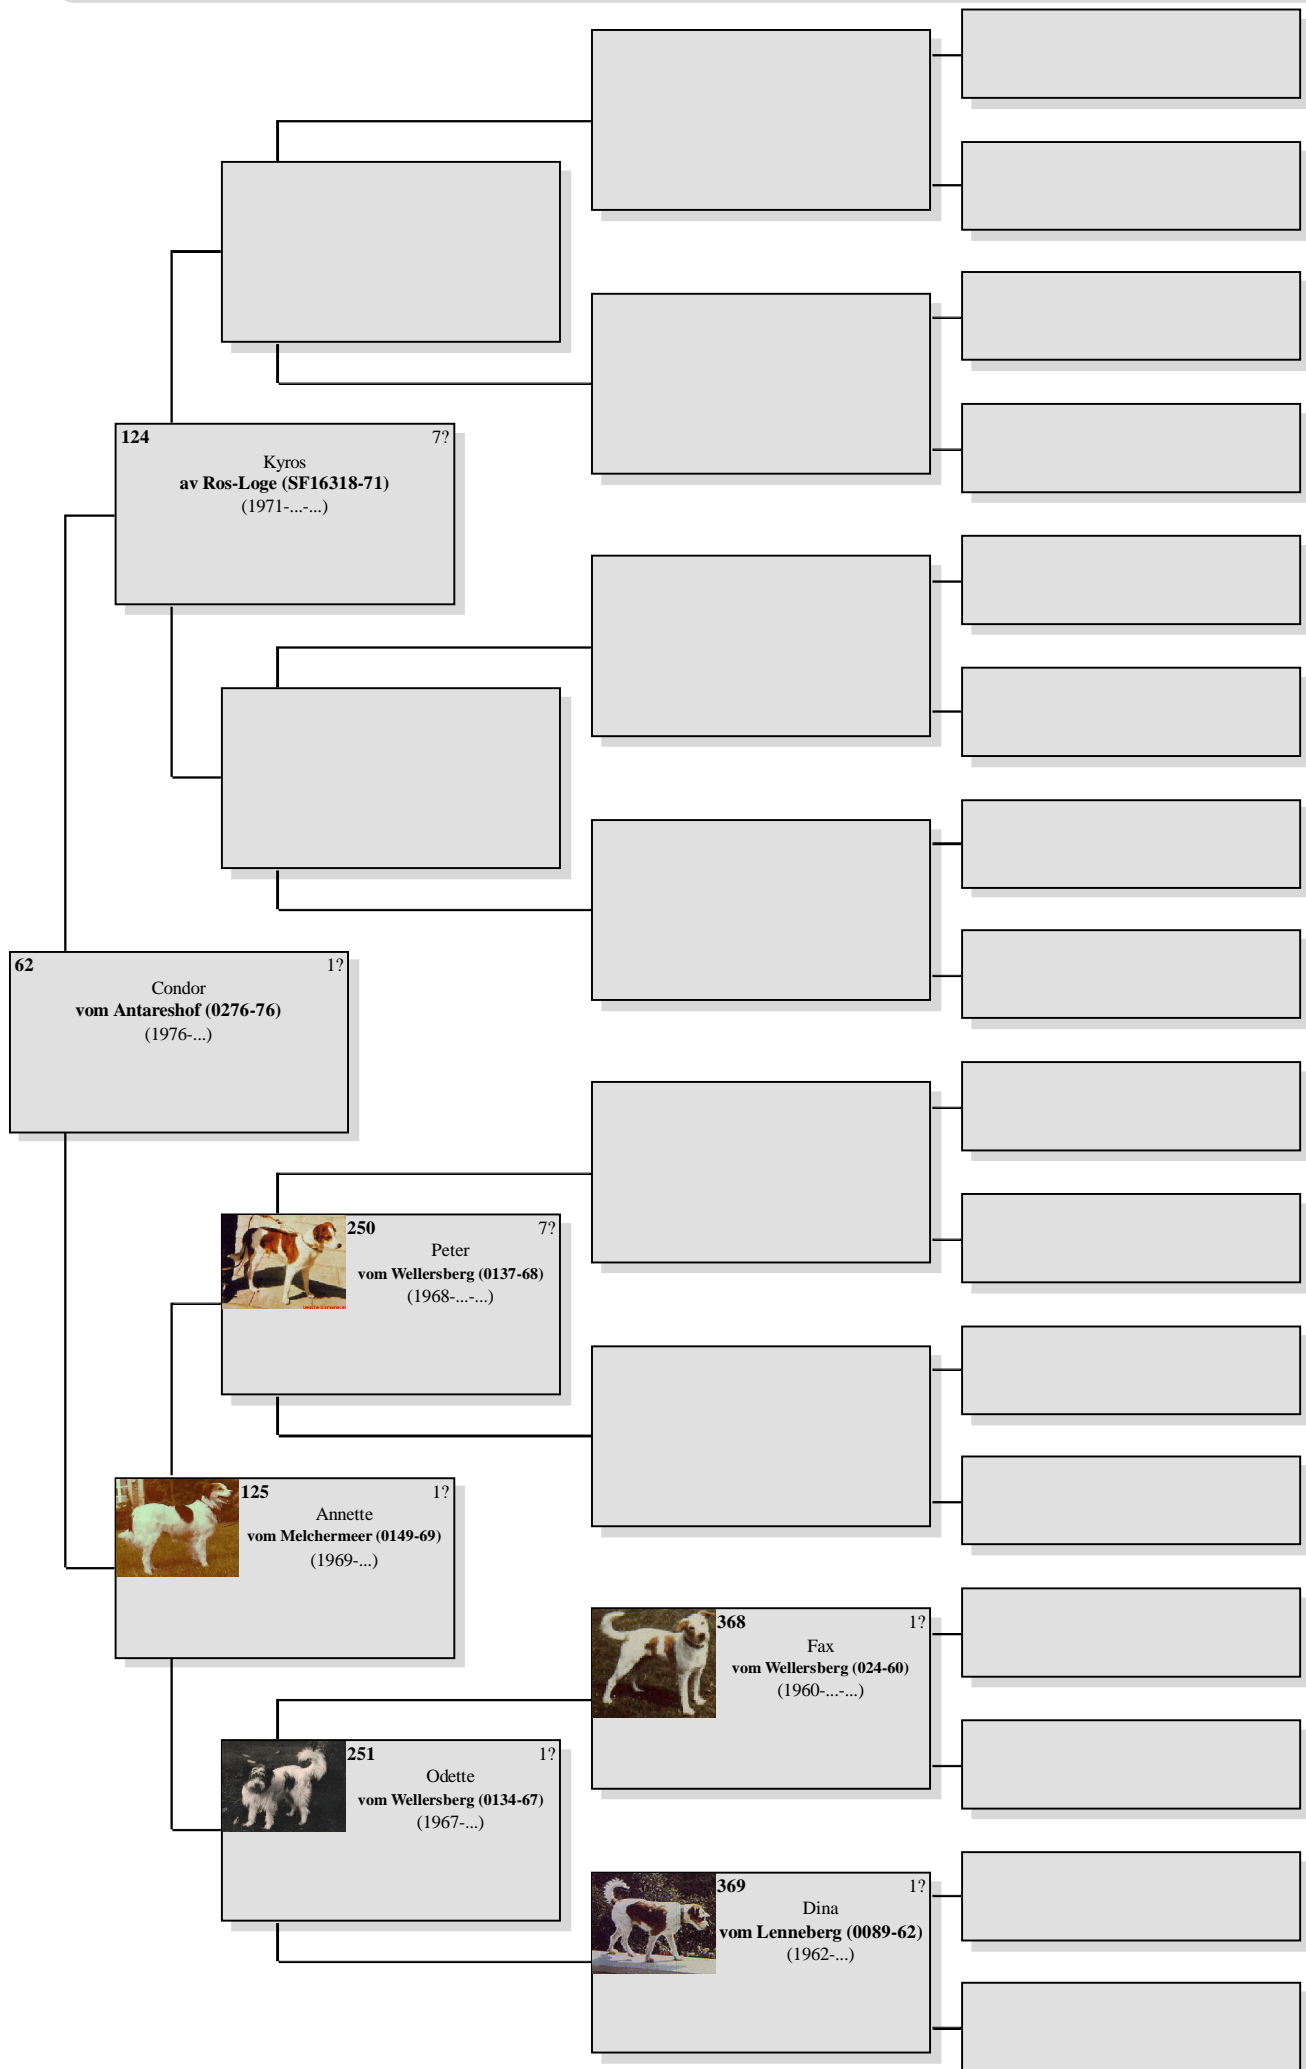 124 7?
Kyros
av Ros-Loge (SF16318-71)
(1971-...-...)
62 1?
Condor
vom Antareshof (0276-76)
(1976-...)
250 7?
Peter
vom Wellersberg (0137-68)
(1968-...-...)
125 1?
Annette
vom Melchermeer (0149-69)
(1969-...)
368 1?
Fax
vom Wellersberg (024-60)
(1960-...-...)
251 1?
Odette
vom Wellersberg (0134-67)
(1967-...)
369 1?
Dina
vom Lenneberg (0089-62)
(1962-...)